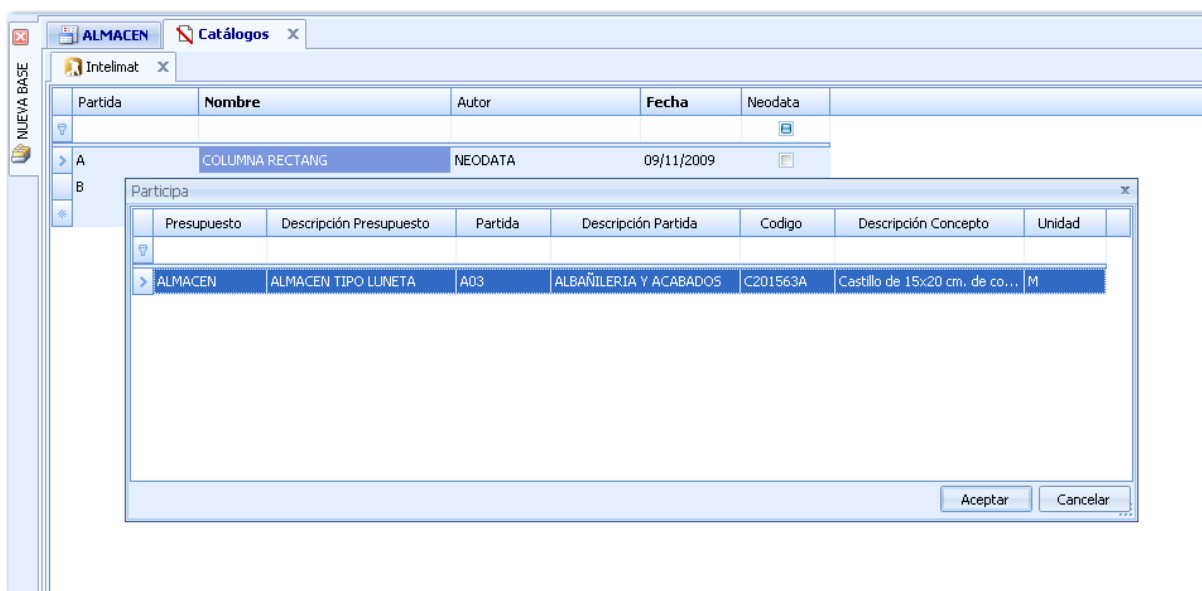 ALMACEN Catálogos
Intelimat
NUEVA BASE
Partida Nombre Autor Fecha Neodata
A COLUMNA RECTANG NEODATA 09/11/2009
B
Participa
Presupuesto Descripción Presupuesto Partida Descripción Partida Codigo Descripción Concepto Unidad
ALMACEN ALMACEN TIPO LUNETA A03 ALBAÑILERIA Y ACABADOS C201563A Castillo de 15x20 cm. de co... M
Aceptar Cancelar